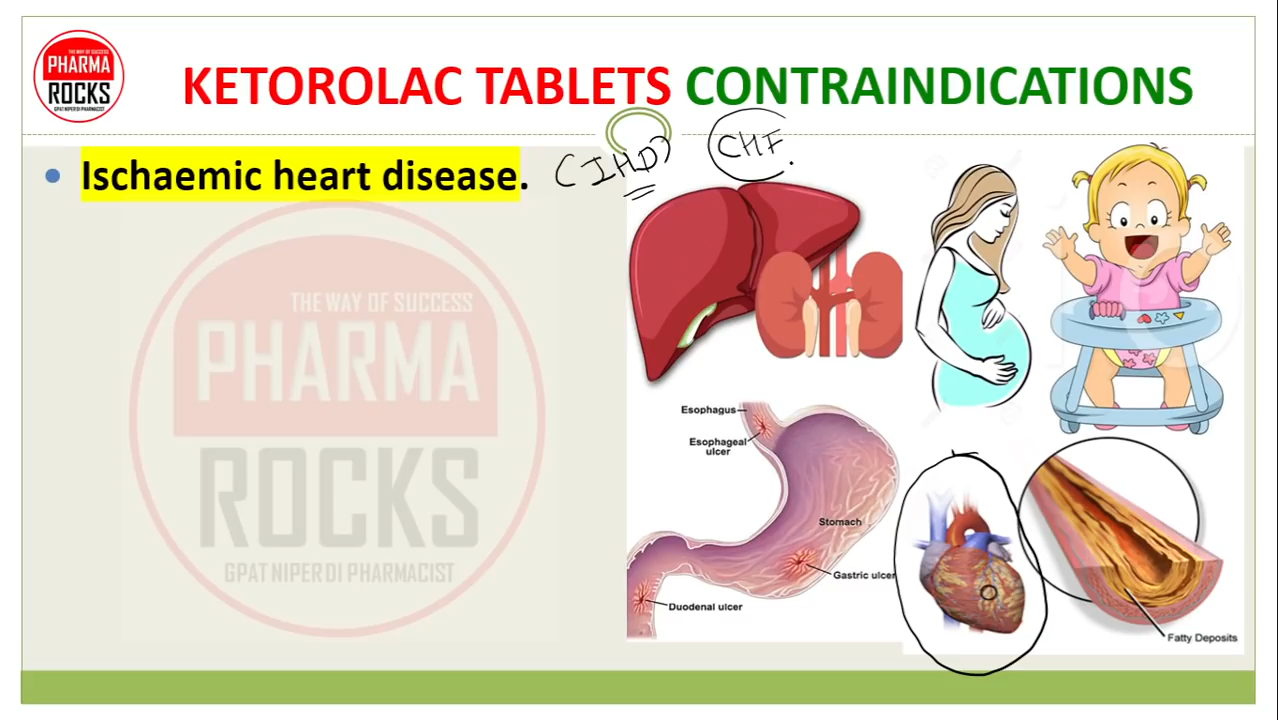 THE WAY OF SUCCESS
PHARMA
ROCKS
GPAT NIPER DI PHARMACIST
KETOROLAC TABLETS CONTRAINDICATIONS
• Ischaemic heart disease. (IHD) CHF.
THE WAY OF SUCCESS
PHARMA
ROCKS
GPAT NIPER DI PHARMACIST
Esophagus
Esophageal
ulcer
Stomach
Gastric ulcer
Duodenal ulcer
Fatty Deposits